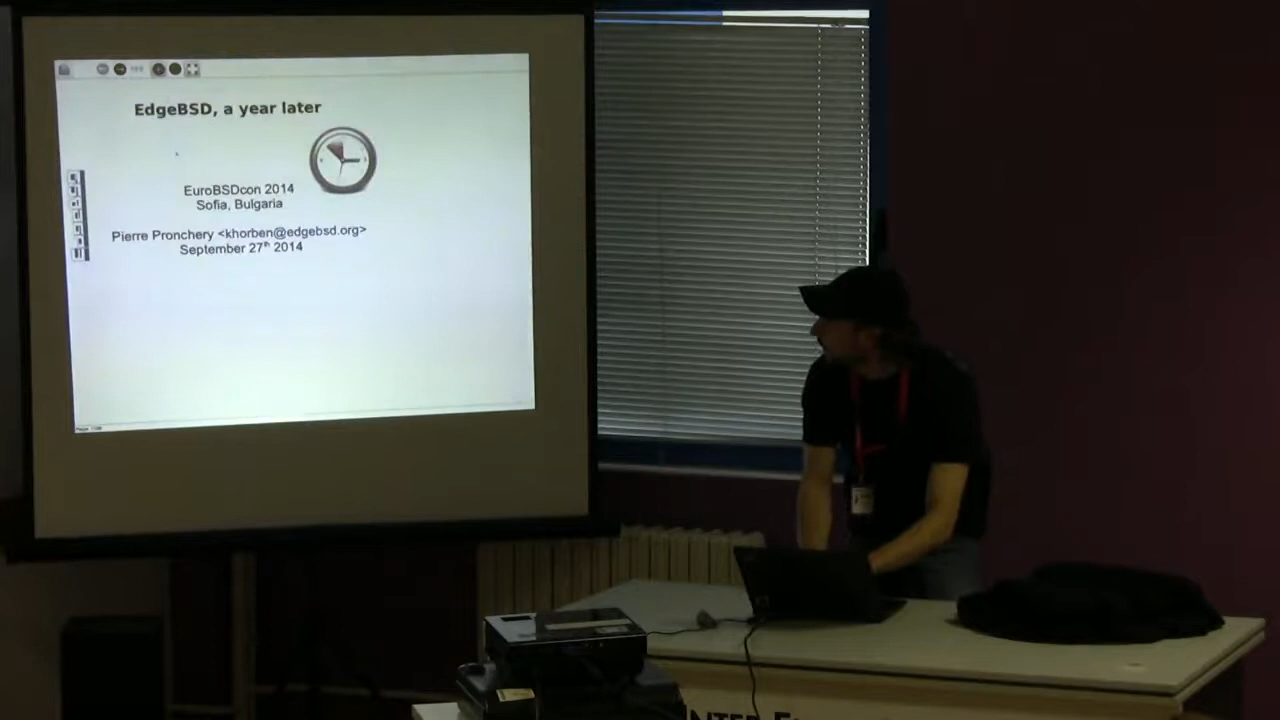 EdgeBSD, a year later
EuroBSDcon 2014
Sofia, Bulgaria
Pierre Pronchery <khorben@edgebsd.org>
September 27th 2014